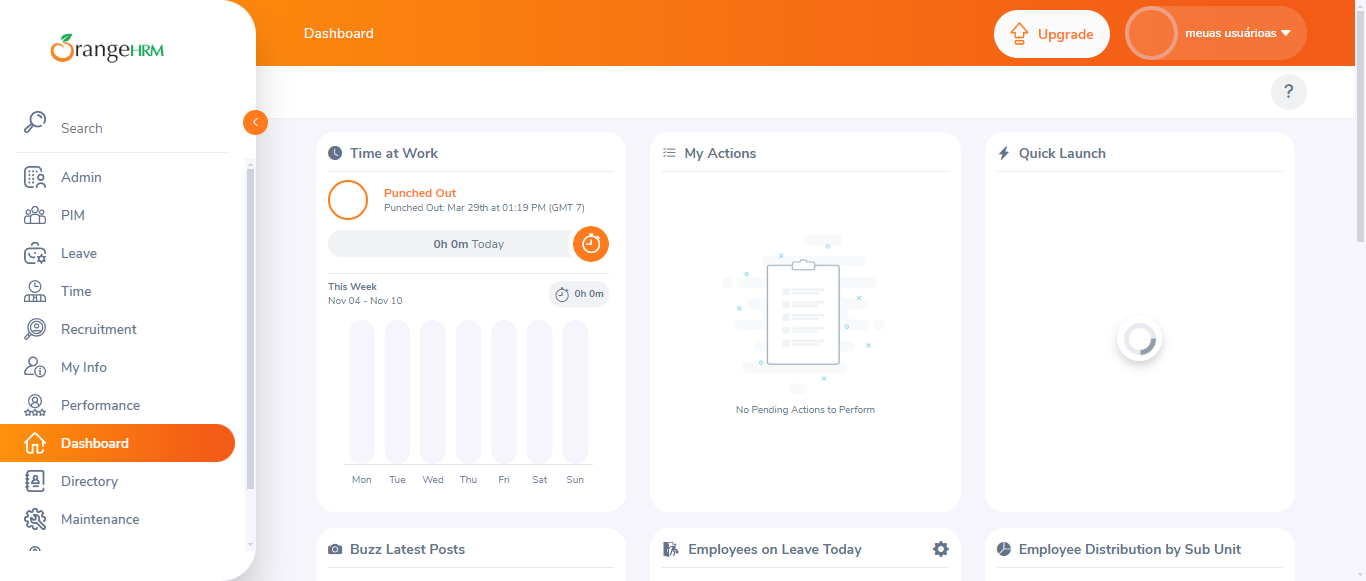 OrangeHRM
Dashboard
Upgrade
meuas usuárioas
?
Search
Admin
PIM
Leave
Time
Recruitment
My Info
Performance
Dashboard
Directory
Maintenance
Time at Work
Punched Out
Punched Out: Mar 29th at 01:19 PM (GMT 7)
0h 0m Today
This Week
Nov 04 - Nov 10
0h 0m
Mon Tue Wed Thu Fri Sat Sun
My Actions
No Pending Actions to Perform
Quick Launch
Buzz Latest Posts
Employees on Leave Today
Employee Distribution by Sub Unit